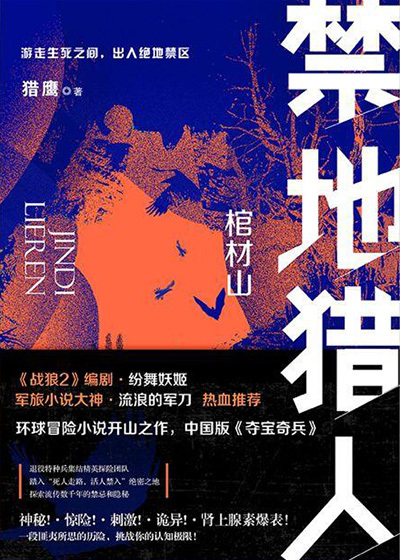 游走生死之间，出入绝地禁区
猎鹰◎著
禁地猎人
JINDI
LIEREN
棺材山
《战狼2》编剧·纷舞妖姬
军旅小说大神·流浪的军刀 热血推荐
环球冒险小说开山之作，中国版《夺宝奇兵》
退役特种兵集结精英探险团队
踏入“死人走路，活人禁入”绝密之地
探索流传数千年的禁忌和隐秘
神秘!·惊险!·刺激!·诡异!·肾上腺素爆表!
一段匪夷所思的历险，挑战你的认知极限!